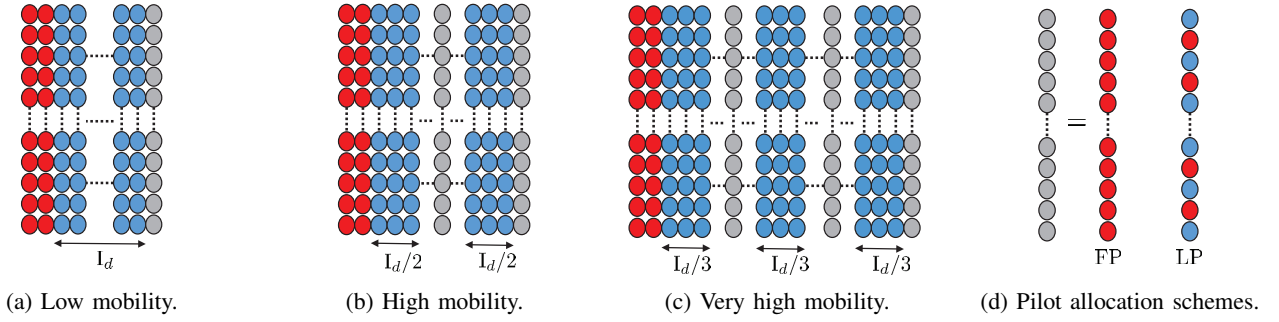 I_d
I_d/2 I_d/2
I_d/3 I_d/3 I_d/3
=
FP LP
(a) Low mobility.
(b) High mobility.
(c) Very high mobility.
(d) Pilot allocation schemes.